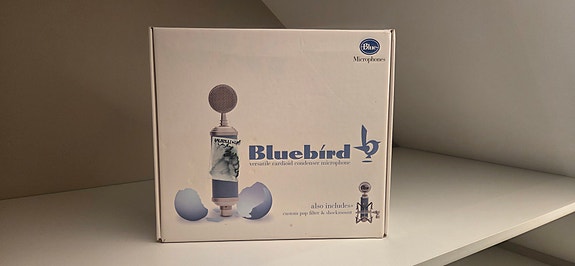 Blue
Microphones
Bluebird
versatile cardioid condenser microphone
also includes:
custom pop filter & shockmount